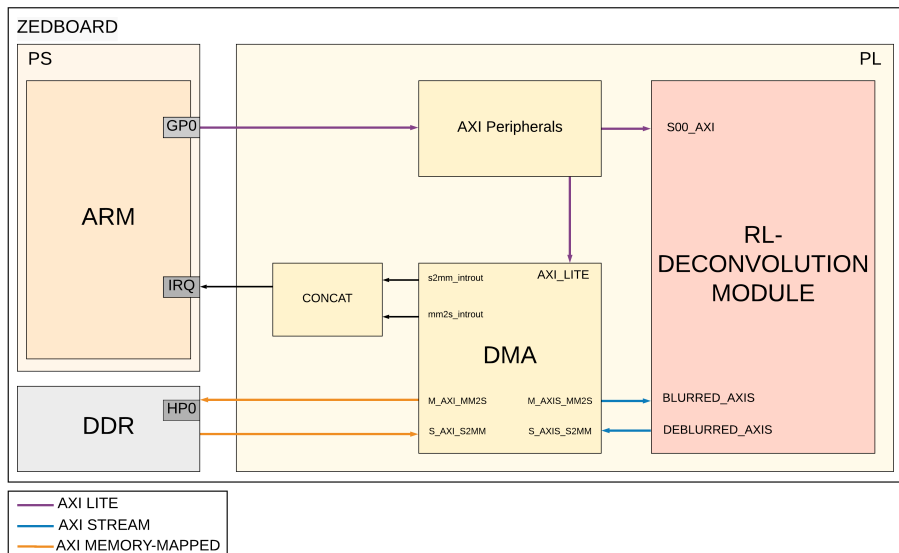 ZEDBOARD
PS
PL
GP0
AXI Peripherals
S00_AXI
ARM
RL-
DECONVOLUTION
MODULE
IRQ
CONCAT
s2mm_introut
AXI_LITE
mm2s_introut
DMA
HP0
DDR
M_AXI_MM2S
M_AXIS_MM2S
BLURRED_AXIS
S_AXI_S2MM
S_AXIS_S2MM
DEBLURRED_AXIS
AXI LITE
AXI STREAM
AXI MEMORY-MAPPED